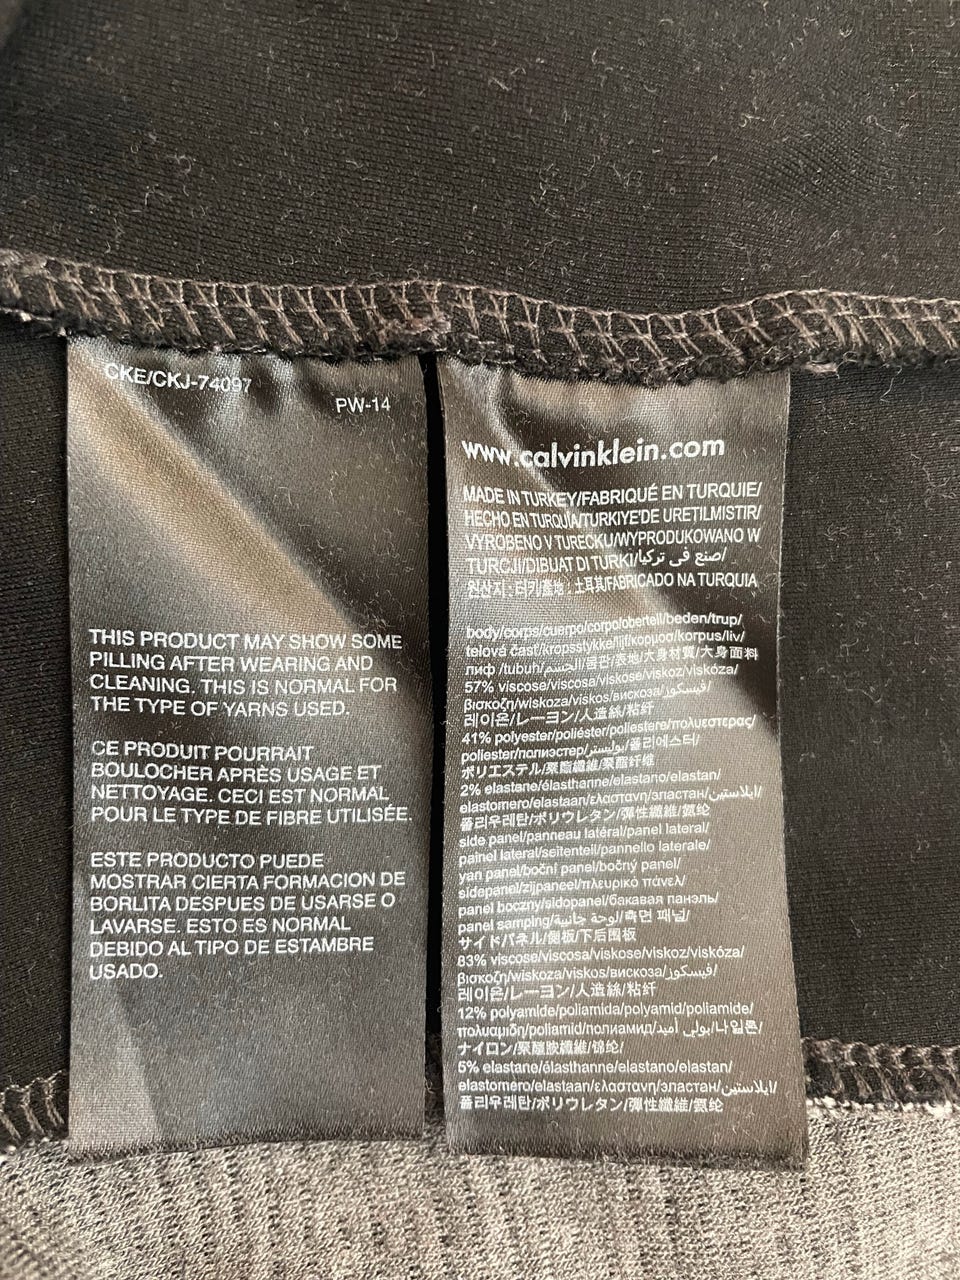 CKE/CKJ-74097
PW-14
THIS PRODUCT MAY SHOW SOME
PILLING AFTER WEARING AND
CLEANING. THIS IS NORMAL FOR
THE TYPE OF YARNS USED.
CE PRODUIT POURRAIT
BOULOCHER APRÈS USAGE ET
NETTOYAGE. CECI EST NORMAL
POUR LE TYPE DE FIBRE UTILISÉE.
ESTE PRODUCTO PUEDE
MOSTRAR CIERTA FORMACION DE
BORLITA DESPUES DE USARSE O
LAVARSE. ESTO ES NORMAL
DEBIDO AL TIPO DE ESTAMBRE
USADO.
www.calvinklein.com
MADE IN TURKEY/FABRIQUÉ EN TURQUIE/
HECHO EN TURQUÍA/TURKIYE'DE URETILMISTIR/
VYROBENO V TURECKU/WYPRODUKOWANO W
TURCJI/DIBUAT DI TURKI/صنع في تركيا/
원산지 : 터키/產地 : 土耳其/FABRICADO NA TURQUIA
body/corps/cuerpo/corpo/obertell/beden/trup/
telová časť/kropsstykke/lijf/κορμοσ/korpus/liv/
лиф /tubuh/الجسم/몸판/表地/大身材質/大身面料
57% viscose/viscosa/viskose/viskoz/viskóza/
βισκοζη/wiskoza/viskos/вискоза/فيسكوز/
레이온/レーヨン/人造絲/粘纤
41% polyester/poliéster/poliestere/πολυεστερας/
poliester/полиэстер/بوليستر/폴리에스터/
ポリエステル/聚酯纖維/聚酯纤维
2% elastane/élasthanne/elastano/elastan/
elastomero/elastaan/ελαστανη/эластан/ايلاستين/
폴리우레탄/ポリウレタン/彈性纖維/氨纶
side panel/panneau latéral/panel lateral/
painel lateral/seitenteil/pannello laterale/
yan panel/boční panel/bočný panel/
sidepanel/zijpaneel/πλευρικό πάνελ/
panel boczny/sidopanel/бакавая панэль/
panel samping/لوحة جانبية/측면 패널/
サイドパネル/側板/下后围板
83% viscose/viscosa/viskose/viskoz/viskóza/
βισκοζη/wiskoza/viskos/вискоза/فيسكوز/
레이온/レーヨン/人造絲/粘纤
12% polyamide/poliamida/polyamid/poliamide/
πολυαμιδη/poliamid/полиамид/بولي أميد/나일론/
ナイロン/聚醯胺纖維/锦纶/
5% elastane/élasthanne/elastano/elastan/
elastomero/elastaan/ελαστανη/эластан/ايلاستين/
폴리우레탄/ポリウレタン/彈性纖維/氨纶